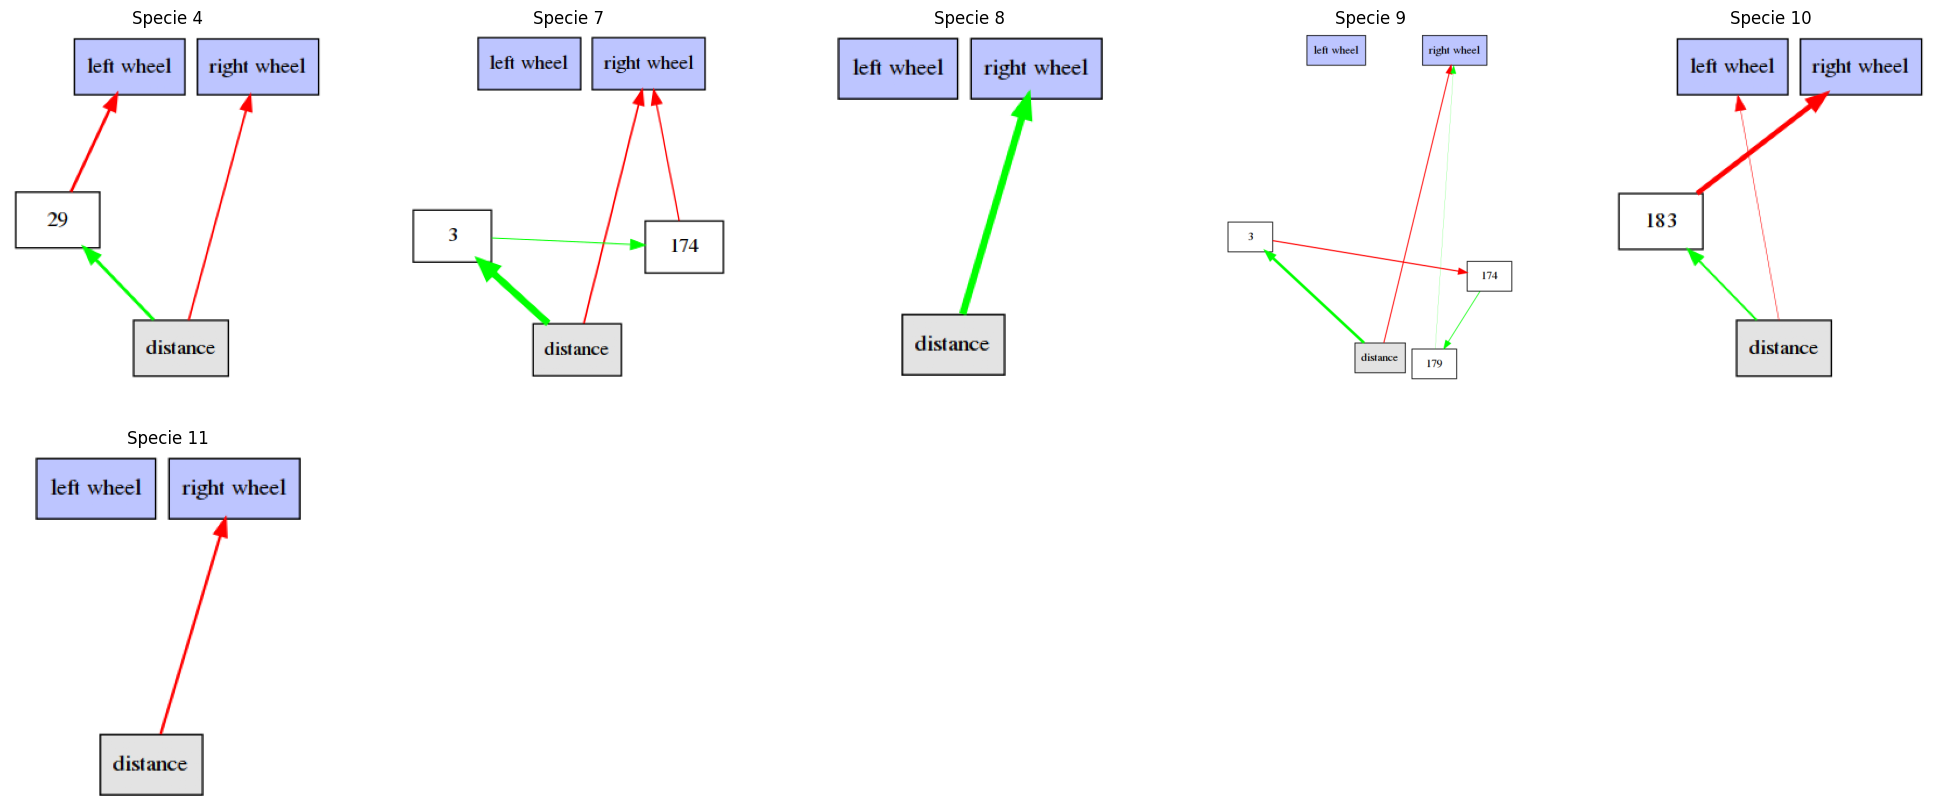 Specie 4
left wheel
right wheel
29
distance
Specie 7
left wheel
right wheel
3
174
distance
Specie 8
left wheel
right wheel
distance
Specie 9
left wheel
right wheel
3
174
distance
179
Specie 10
left wheel
right wheel
183
distance
Specie 11
left wheel
right wheel
distance